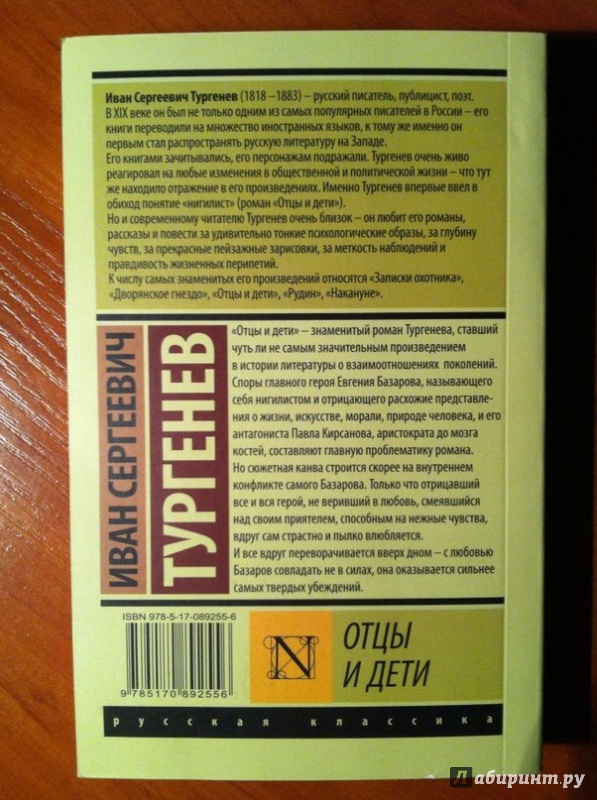 Иван Сергеевич Тургенев (1818 –1883) – русский писатель, публицист, поэт.
В XIX веке он был не только одним из самых популярных писателей в России – его
книги переводили на множество иностранных языков, к тому же именно он
первым стал распространять русскую литературу на Западе.
Его книгами зачитывались, его персонажам подражали. Тургенев очень живо
реагировал на любые изменения в общественной и политической жизни – что тут
же находило отражение в его произведениях. Именно Тургенев впервые ввел в
обиход понятие «нигилист» (роман «Отцы и дети»).
Но и современному читателю Тургенев очень близок – он любит его романы,
рассказы и повести за удивительно тонкие психологические образы, за глубину
чувств, за прекрасные пейзажные зарисовки, за меткость наблюдений и
правдивость жизненных перипетий.
К числу самых знаменитых его произведений относятся «Записки охотника»,
«Дворянское гнездо», «Отцы и дети», «Рудин», «Накануне».
ИВАН СЕРГЕЕВИЧ
ТУРГЕНЕВ
«Отцы и дети» – знаменитый роман Тургенева, ставший
чуть ли не самым значительным произведением
в истории литературы о взаимоотношениях поколений.
Споры главного героя Евгения Базарова, называющего
себя нигилистом и отрицающего расхожие представле-
ния о жизни, искусстве, морали, природе человека, и его
антагониста Павла Кирсанова, аристократа до мозга
костей, составляют главную проблематику романа.
Но сюжетная канва строится скорее на внутреннем
конфликте самого Базарова. Только что отрицавший
все и вся герой, не веривший в любовь, смеявшийся
над своим приятелем, способным на нежные чувства,
вдруг сам страстно и пылко влюбляется.
И все вдруг переворачивается вверх дном – с любовью
Базаров совладать не в силах, она оказывается сильнее
самых твердых убеждений.
ISBN 978-5-17-089255-6
9 785170 892556
N
ОТЦЫ
И ДЕТИ
русская классика
Лабиринт.ру